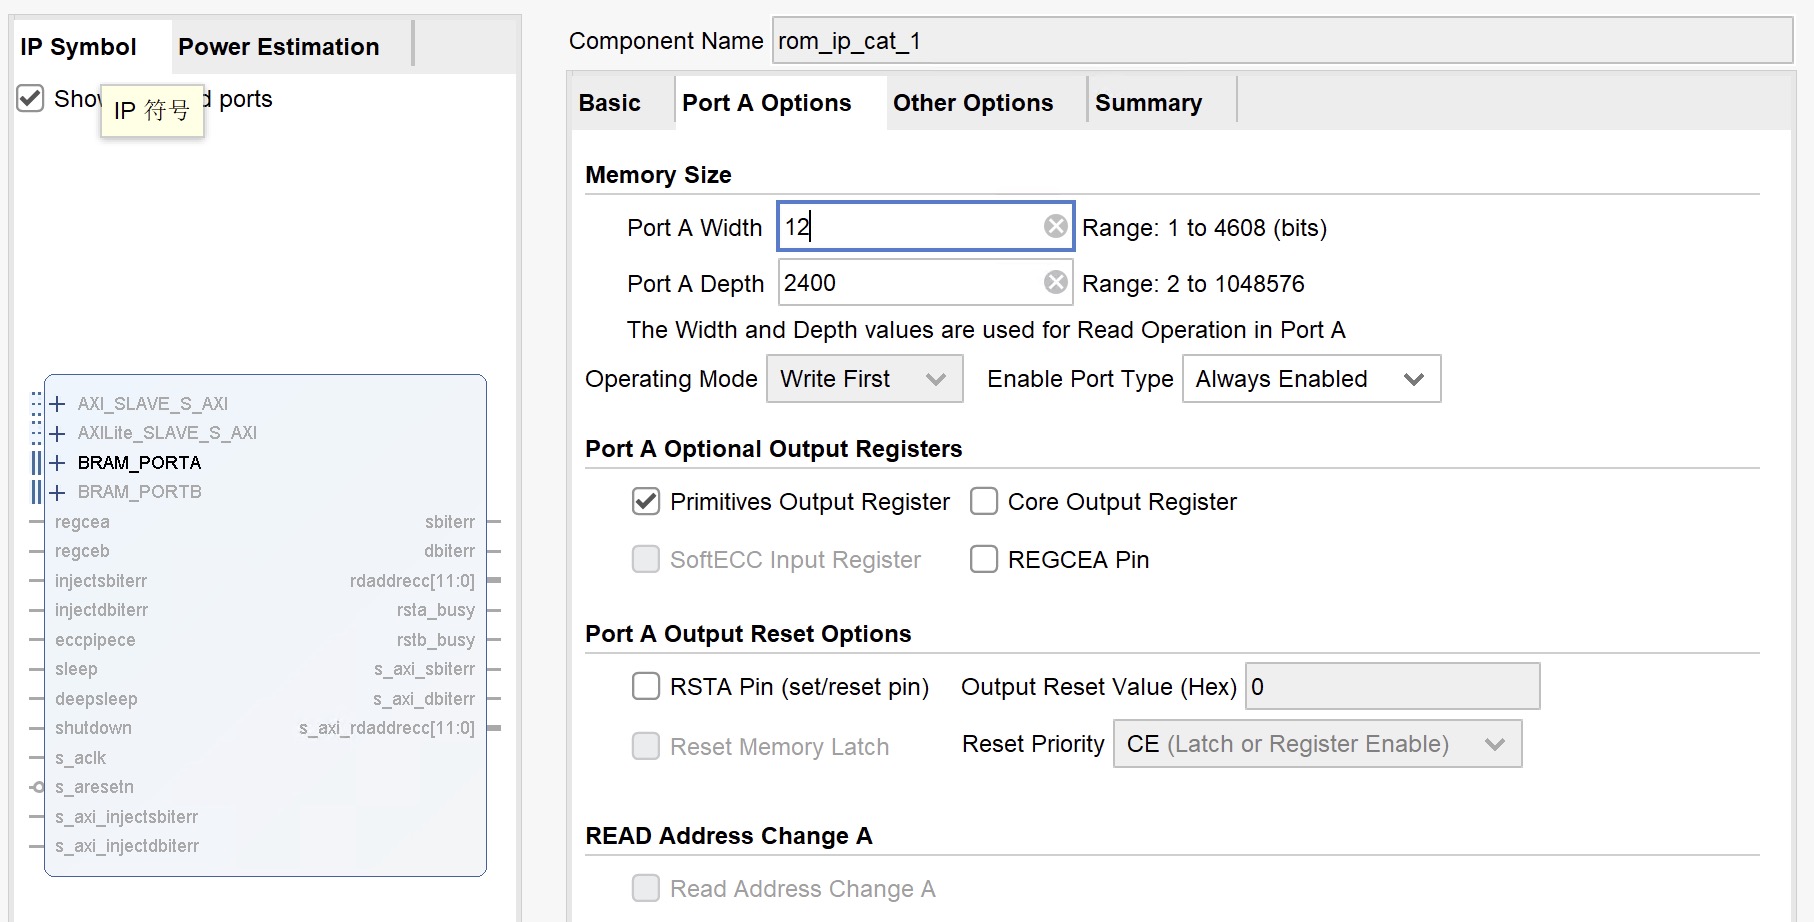 IP Symbol
Power Estimation
Sho
d ports
IP 符号
AXI_SLAVE_S_AXI
AXILite_SLAVE_S_AXI
BRAM_PORTA
BRAM_PORTB
regcea
sbiterr
regceb
dbiterr
injectsbiterr
rdaddrecc[11:0]
injectdbiterr
rsta_busy
eccpipece
rstb_busy
sleep
s_axi_sbiterr
deepsleep
s_axi_dbiterr
shutdown
s_axi_rdaddrecc[11:0]
s_aclk
s_aresetn
s_axi_injectsbiterr
s_axi_injectdbiterr
Component Name
rom_ip_cat_1
Basic
Port A Options
Other Options
Summary
Memory Size
Port A Width
12
Range: 1 to 4608 (bits)
Port A Depth
2400
Range: 2 to 1048576
The Width and Depth values are used for Read Operation in Port A
Operating Mode
Write First
Enable Port Type
Always Enabled
Port A Optional Output Registers
Primitives Output Register
Core Output Register
SoftECC Input Register
REGCEA Pin
Port A Output Reset Options
RSTA Pin (set/reset pin)
Output Reset Value (Hex)
0
Reset Memory Latch
Reset Priority
CE (Latch or Register Enable)
READ Address Change A
Read Address Change A